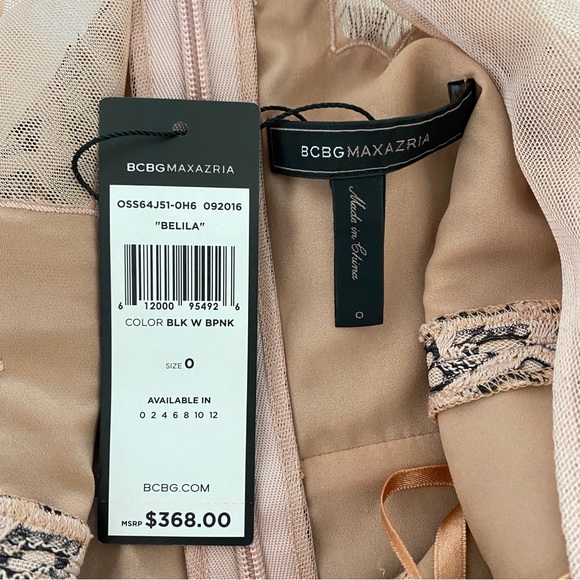 BCBGMAXAZRIA
OSS64J51-0H6 092016
"BELILA"
6 12000 95492 6
COLOR BLK W BPNK
SIZE 0
AVAILABLE IN
0 2 4 6 8 10 12
BCBG.COM
MSRP $368.00
BCBGMAXAZRIA
Made in China
0